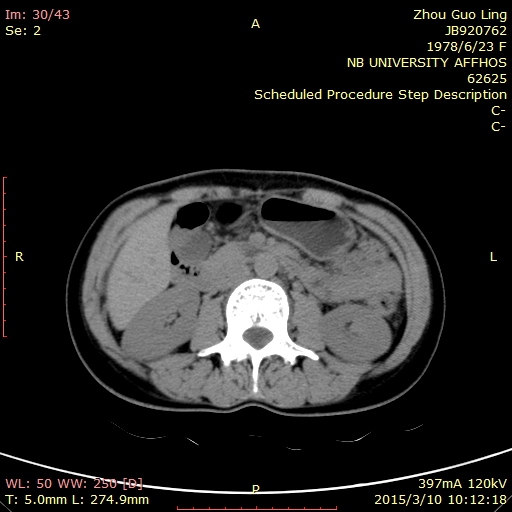 Im: 30/43
Se: 2
A
Zhou Guo Ling
JB920762
1978/6/23 F
NB UNIVERSITY AFFHOS
62625
Scheduled Procedure Step Description
C-
C-
R
L
WL: 50 WW: 250 [D]
T: 5.0mm L: 274.9mm
P
397mA 120kV
2015/3/10 10:12:18